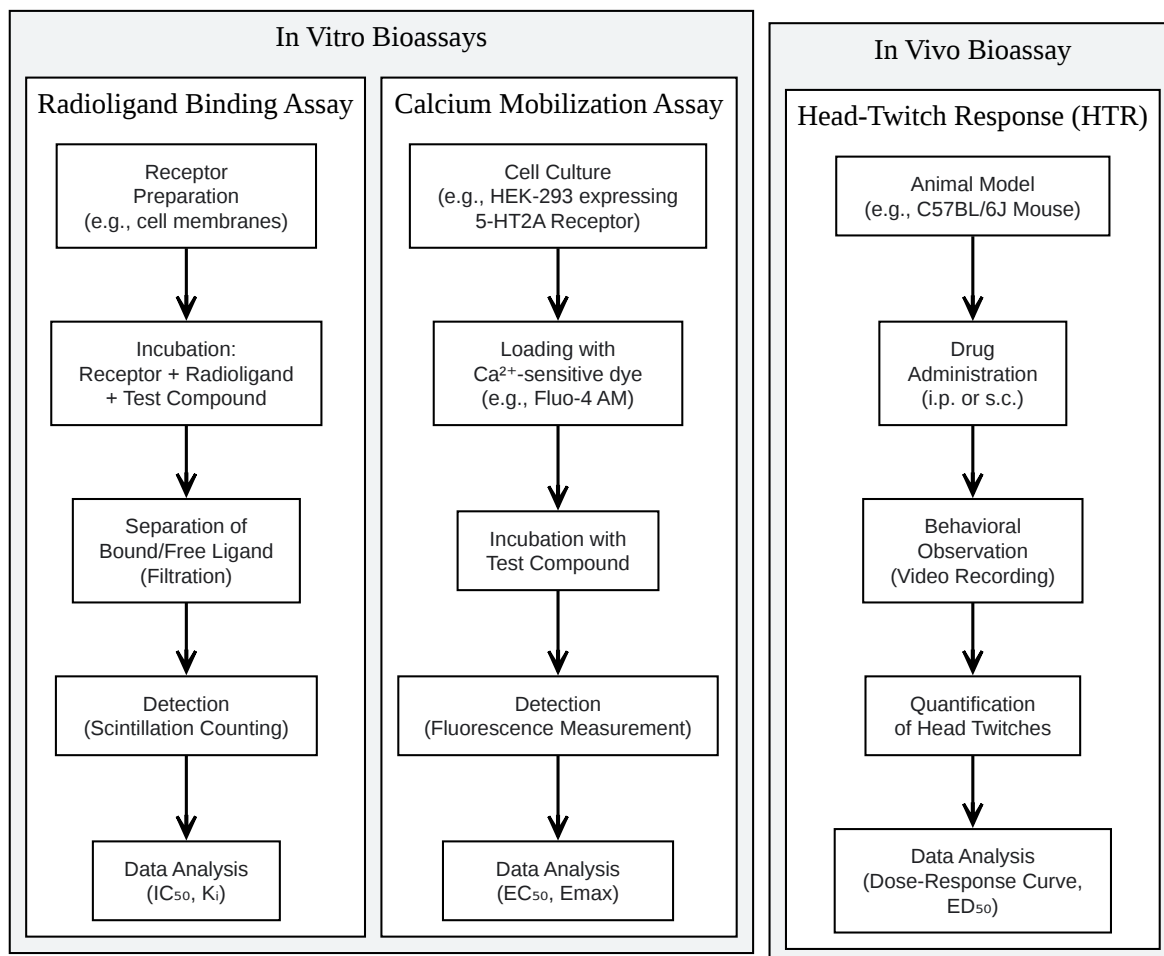 In Vitro Bioassays
Radioligand Binding Assay
Receptor
Preparation
(e.g., cell membranes)
Incubation:
Receptor + Radioligand
+ Test Compound
Separation of
Bound/Free Ligand
(Filtration)
Detection
(Scintillation Counting)
Data Analysis
(IC₅₀, Kᵢ)
Calcium Mobilization Assay
Cell Culture
(e.g., HEK-293 expressing
5-HT2A Receptor)
Loading with
Ca²⁺-sensitive dye
(e.g., Fluo-4 AM)
Incubation with
Test Compound
Detection
(Fluorescence Measurement)
Data Analysis
(EC₅₀, Emax)
In Vivo Bioassay
Head-Twitch Response (HTR)
Animal Model
(e.g., C57BL/6J Mouse)
Drug
Administration
(i.p. or s.c.)
Behavioral
Observation
(Video Recording)
Quantification
of Head Twitches
Data Analysis
(Dose-Response Curve,
ED₅₀)